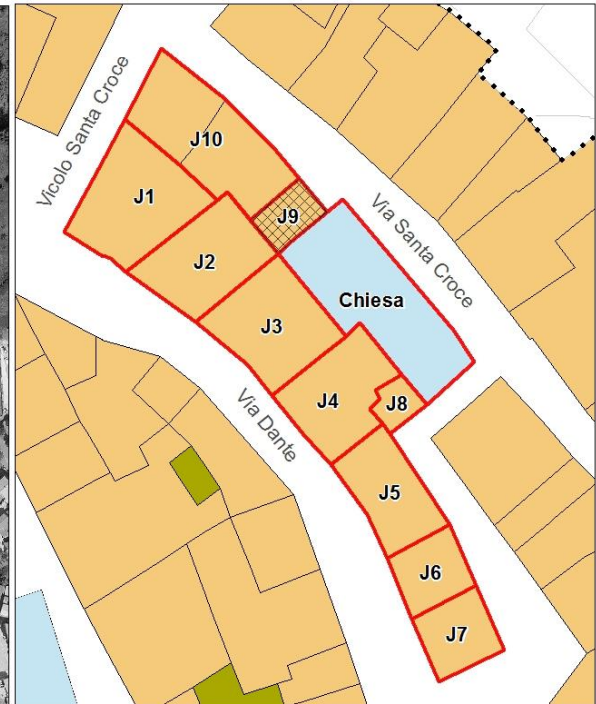 Vicolo Santa Croce
J10
J1
J9
Via Santa Croce
J2
Chiesa
J3
J4
J8
Via Dante
J5
J6
J7